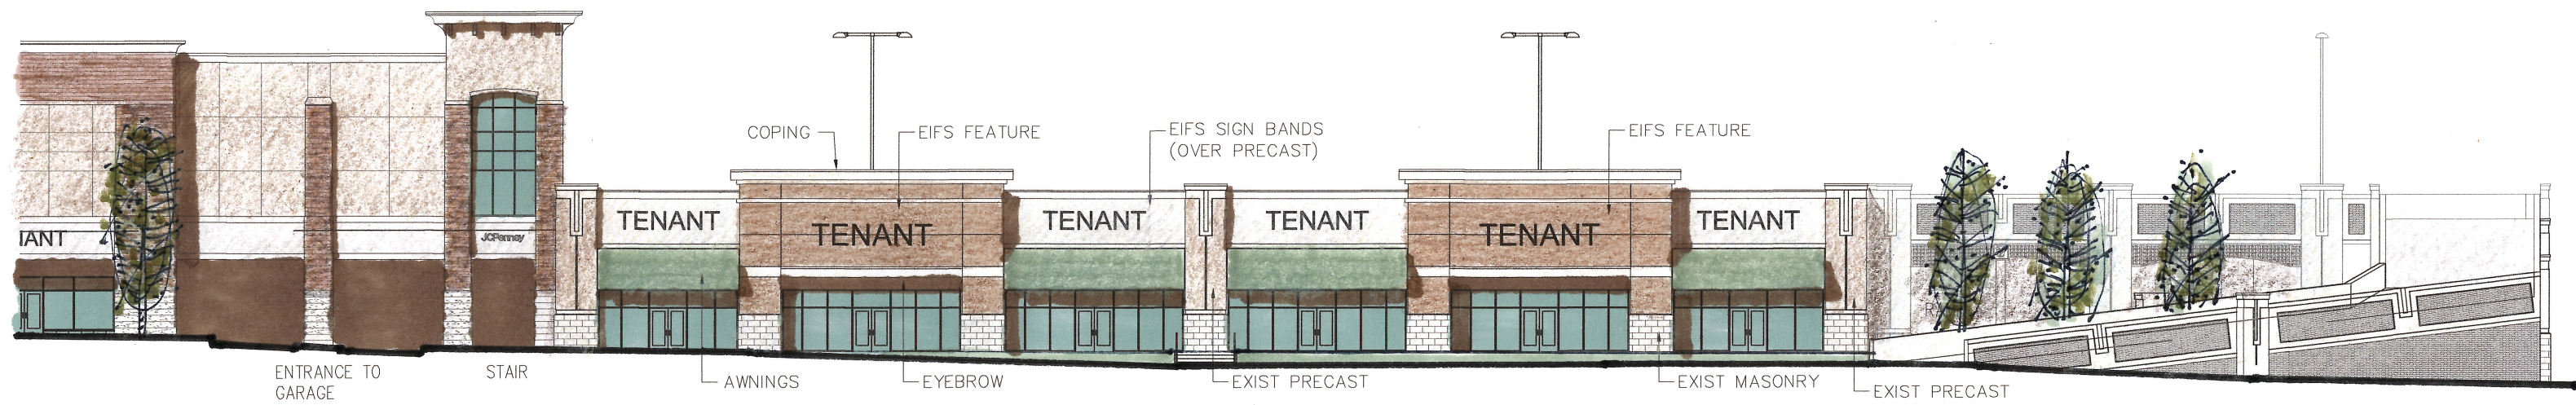 COPING
EIFS FEATURE
EIFS SIGN BANDS
(OVER PRECAST)
EIFS FEATURE
IANT
JCPenney
TENANT
TENANT
TENANT
TENANT
TENANT
TENANT
ENTRANCE TO
GARAGE
STAIR
AWNINGS
EYEBROW
EXIST PRECAST
EXIST MASONRY
EXIST PRECAST